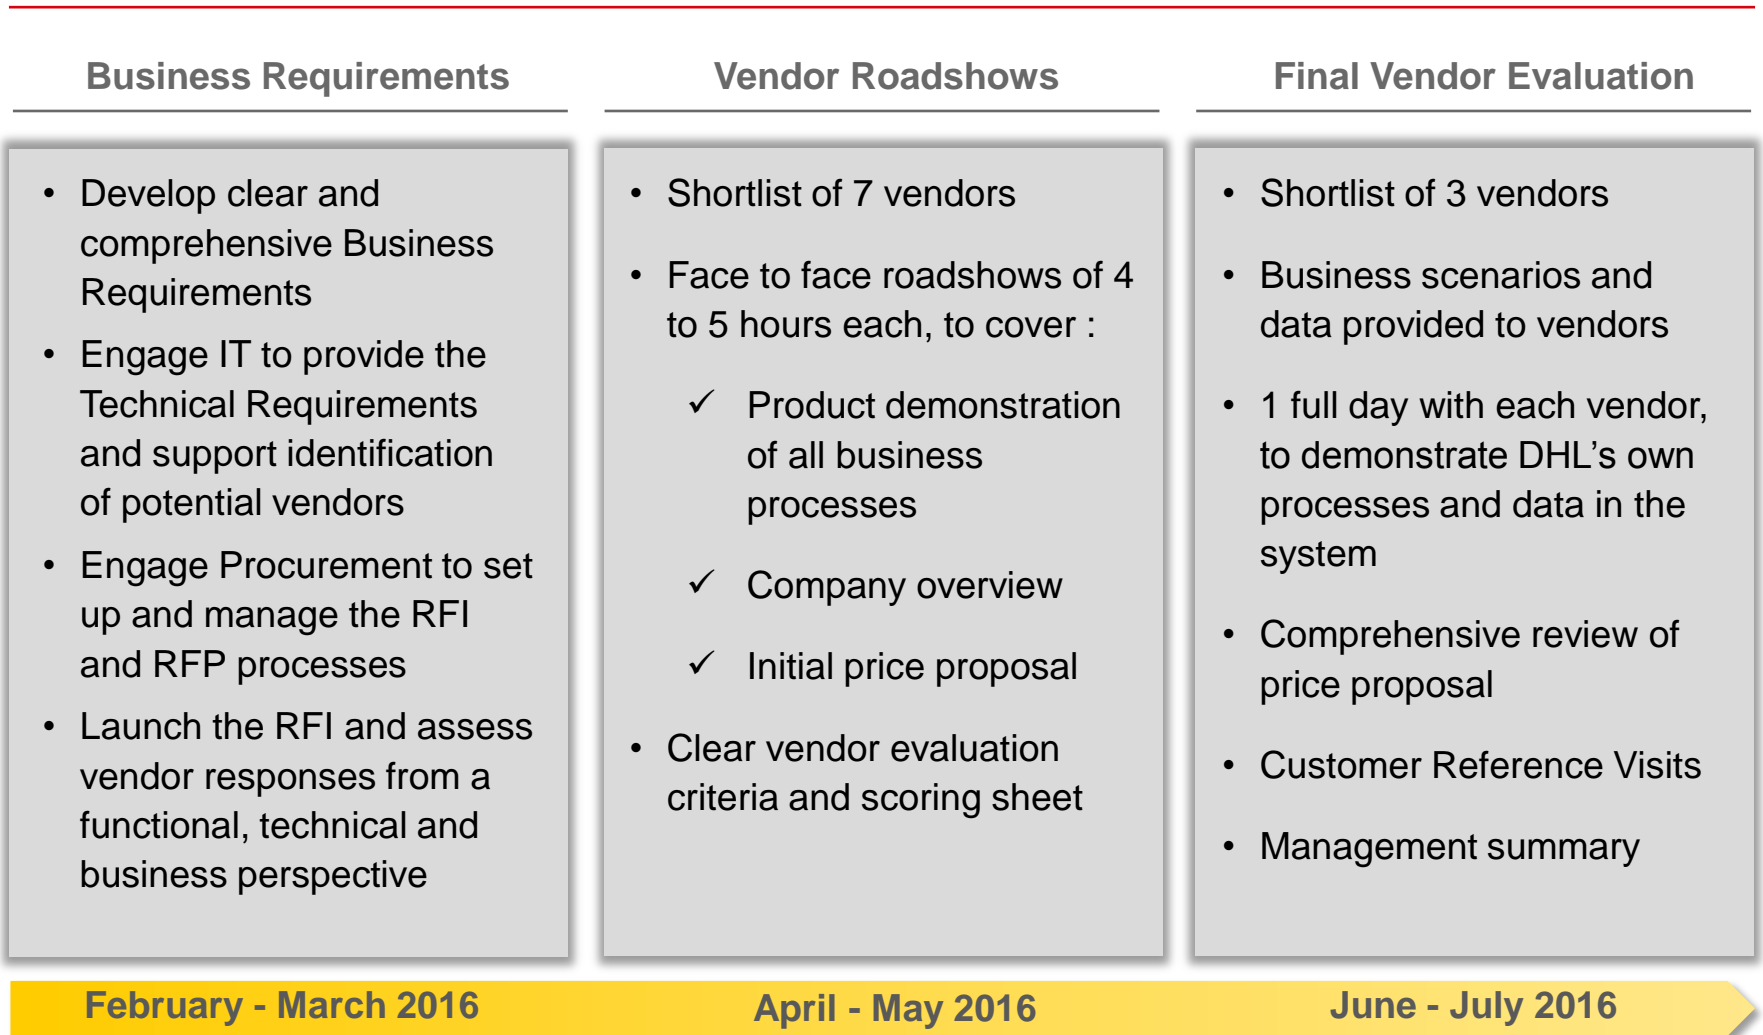 Business Requirements
• Develop clear and
comprehensive Business
Requirements
• Engage IT to provide the
Technical Requirements
and support identification
of potential vendors
• Engage Procurement to set
up and manage the RFI
and RFP processes
• Launch the RFI and assess
vendor responses from a
functional, technical and
business perspective
February - March 2016
Vendor Roadshows
• Shortlist of 7 vendors
• Face to face roadshows of 4
to 5 hours each, to cover :
✓ Product demonstration
of all business
processes
✓ Company overview
✓ Initial price proposal
• Clear vendor evaluation
criteria and scoring sheet
April - May 2016
Final Vendor Evaluation
• Shortlist of 3 vendors
• Business scenarios and
data provided to vendors
• 1 full day with each vendor,
to demonstrate DHL’s own
processes and data in the
system
• Comprehensive review of
price proposal
• Customer Reference Visits
• Management summary
June - July 2016